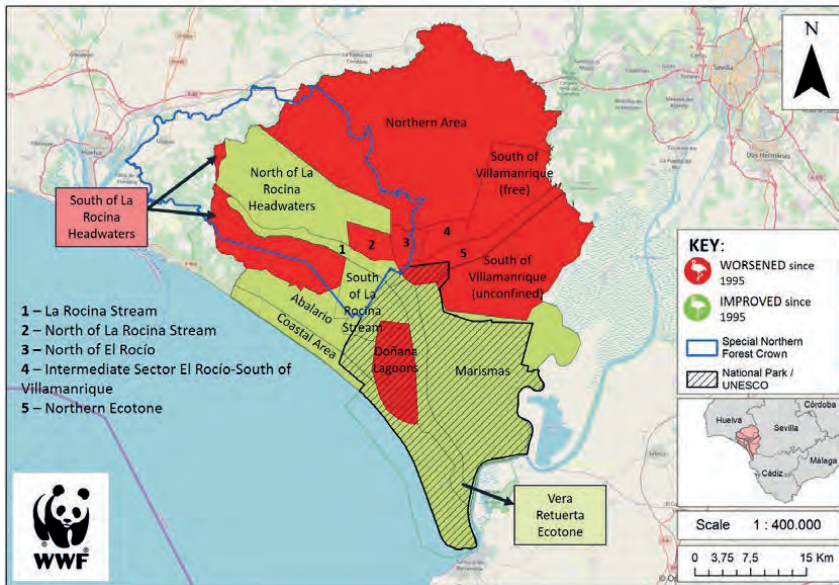 N
Northern Area
South of
Villamanrique
(free)
North of La
Rocina
Headwaters
South of La
Rocina
Headwaters
1
2
3
4
5
South of
Villamanrique
(unconfined)
South
of La
Rocina
Stream
Abalario
Coastal Area
Doñana
Lagoons
Marismas
Vera
Retuerta
Ecotone
1 – La Rocina Stream
2 – North of La Rocina Stream
3 – North of El Rocío
4 – Intermediate Sector El Rocío-South of
Villamanrique
5 – Northern Ecotone
WWF
KEY:
WORSENED since
1995
IMPROVED since
1995
Special Northern
Forest Crown
National Park /
UNESCO
Huelva
Sevilla
Córdoba
Málaga
Cádiz
Scale 1 : 400.000
0 3,75 7,5 15 Km
Sevilla
Dos Hermanas
Huelva